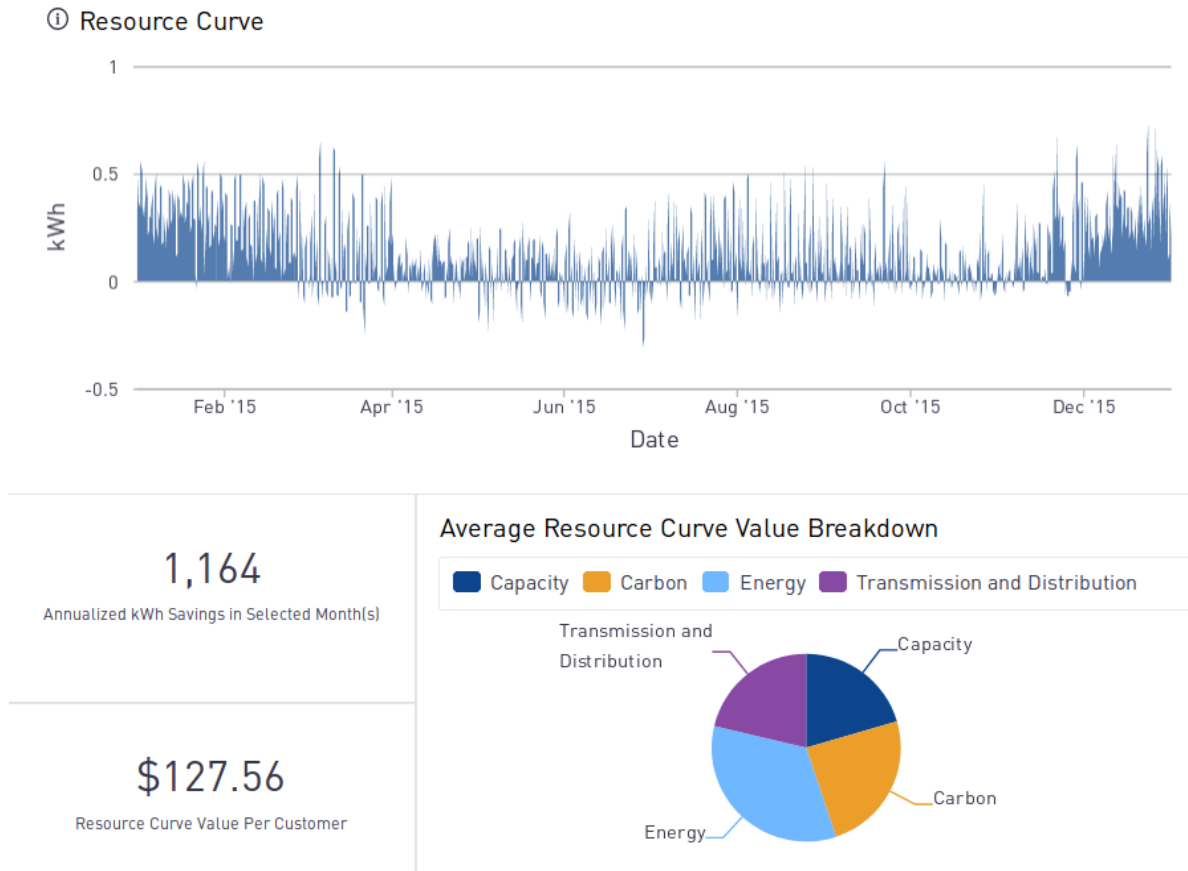 ⓘ Resource Curve
1
0.5
0
-0.5
kWh
Feb '15 Apr '15 Jun '15 Aug '15 Oct '15 Dec '15
Date
1,164
Annualized kWh Savings in Selected Month(s)
$127.56
Resource Curve Value Per Customer
Average Resource Curve Value Breakdown
Capacity Carbon Energy Transmission and Distribution
Transmission and
Distribution
Capacity
Carbon
Energy